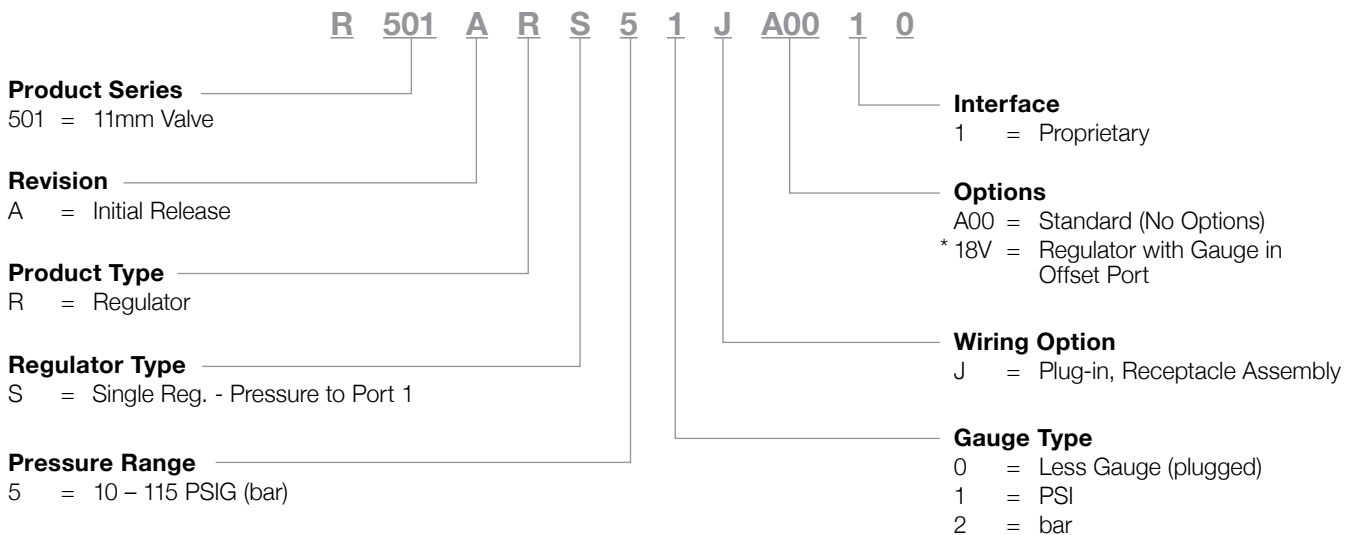 R 501 A R S 5 1 J A00 1 0
Product Series
501 = 11mm Valve
Revision
A = Initial Release
Product Type
R = Regulator
Regulator Type
S = Single Reg. - Pressure to Port 1
Pressure Range
5 = 10 – 115 PSIG (bar)
Interface
1 = Proprietary
Options
A00 = Standard (No Options)
* 18V = Regulator with Gauge in
Offset Port
Wiring Option
J = Plug-in, Receptacle Assembly
Gauge Type
0 = Less Gauge (plugged)
1 = PSI
2 = bar